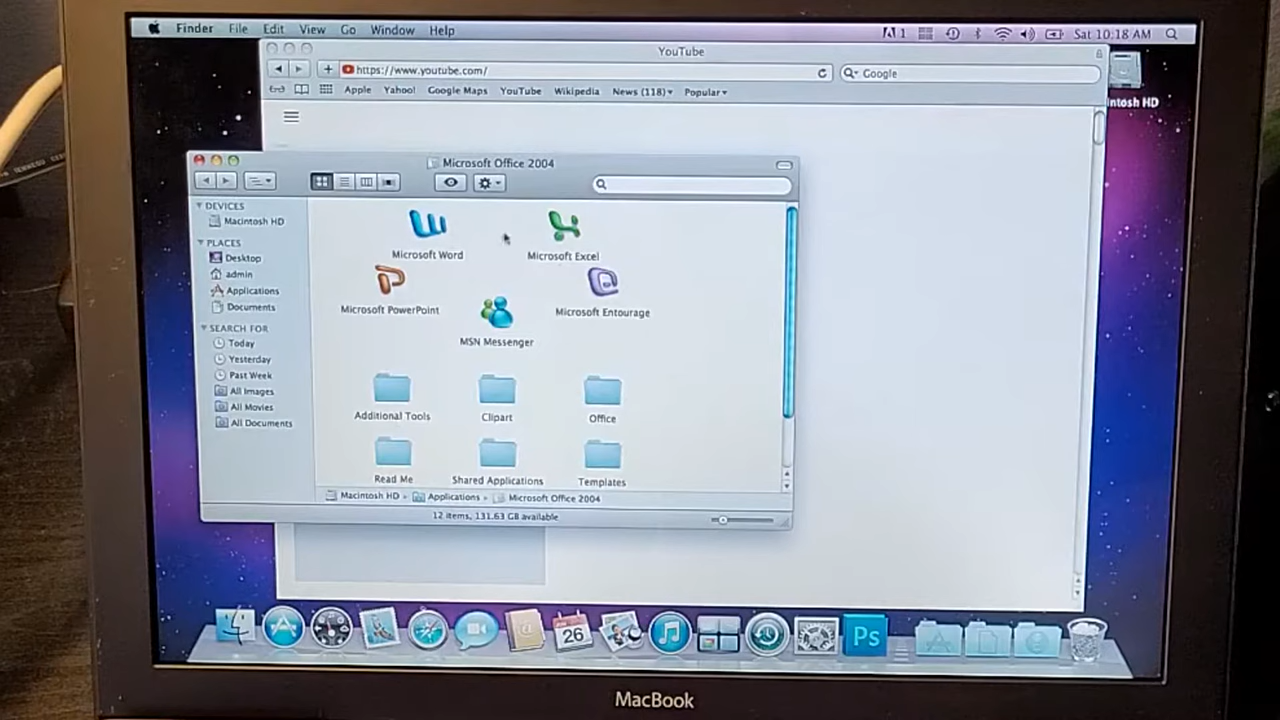 Finder File Edit View Go Window Help
1 Sat 10:18 AM
YouTube
https://www.youtube.com/
Google
Apple Yahoo! Google Maps YouTube Wikipedia News (118) Popular
intosh HD
Microsoft Office 2004
DEVICES
Macintosh HD
PLACES
Desktop
admin
Applications
Documents
SEARCH FOR
Today
Yesterday
Past Week
All Images
All Movies
All Documents
Microsoft Word
Microsoft Excel
Microsoft PowerPoint
Microsoft Entourage
MSN Messenger
Additional Tools
Clipart
Office
Read Me
Shared Applications
Templates
Macintosh HD Applications Microsoft Office 2004
12 items, 131.63 GB available
26
Ps
MacBook